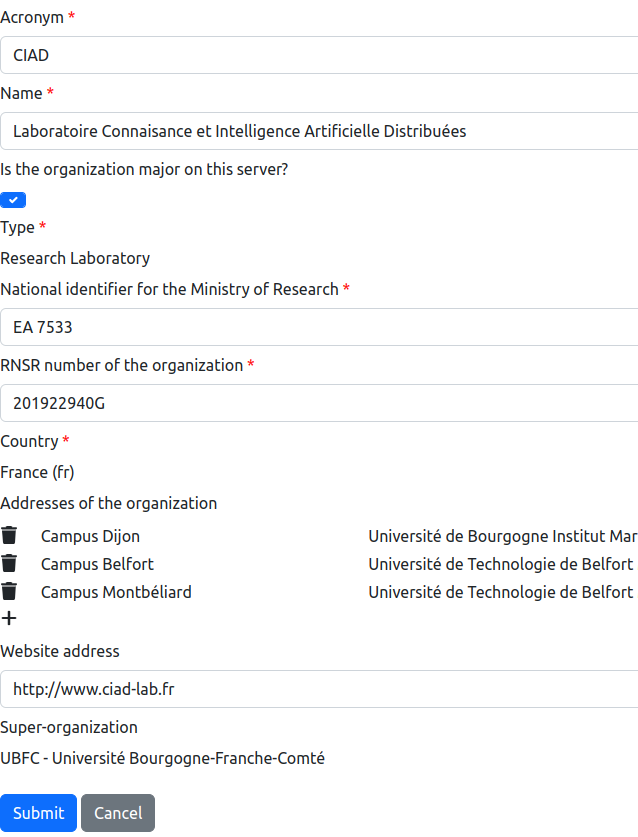 Acronym *
CIAD
Name *
Laboratoire Connaisance et Intelligence Artificielle Distribuées
Is the organization major on this server?
Type *
Research Laboratory
National identifier for the Ministry of Research *
EA 7533
RNSR number of the organization *
201922940G
Country *
France (fr)
Addresses of the organization
Campus Dijon Université de Bourgogne Institut Mar
Campus Belfort Université de Technologie de Belfort
Campus Montbéliard Université de Technologie de Belfort
Website address
http://www.ciad-lab.fr
Super-organization
UBFC - Université Bourgogne-Franche-Comté
Submit Cancel